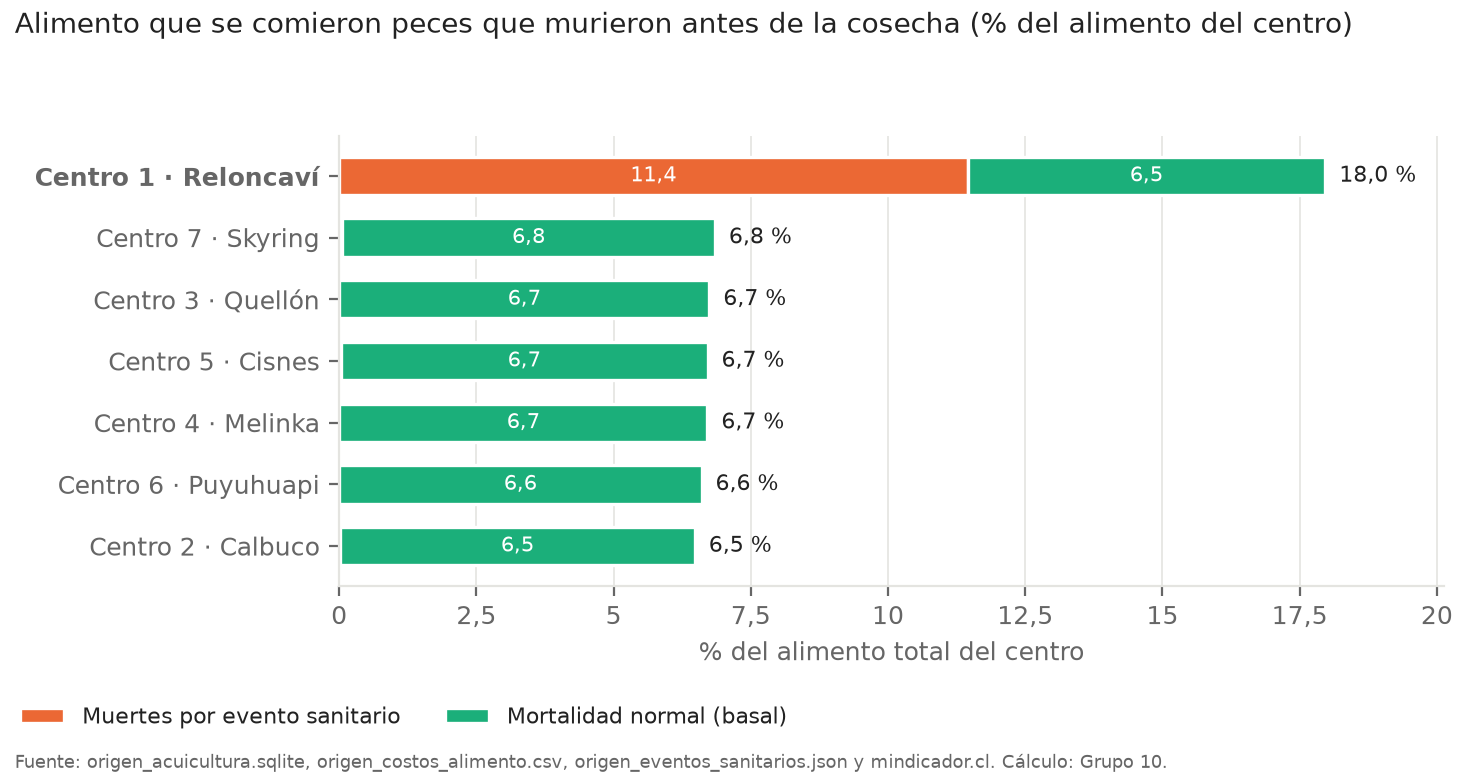 Alimento que se comieron peces que murieron antes de la cosecha (% del alimento del centro)
Centro 1 · Reloncaví 11,4 6,5 18,0 %
Centro 7 · Skyring 6,8 6,8 %
Centro 3 · Quellón 6,7 6,7 %
Centro 5 · Cisnes 6,7 6,7 %
Centro 4 · Melinka 6,7 6,7 %
Centro 6 · Puyuhuapi 6,6 6,6 %
Centro 2 · Calbuco 6,5 6,5 %
0 2,5 5 7,5 10 12,5 15 17,5 20
% del alimento total del centro
Muertes por evento sanitario Mortalidad normal (basal)
Fuente: origen_acuicultura.sqlite, origen_costos_alimento.csv, origen_eventos_sanitarios.json y mindicador.cl. Cálculo: Grupo 10.